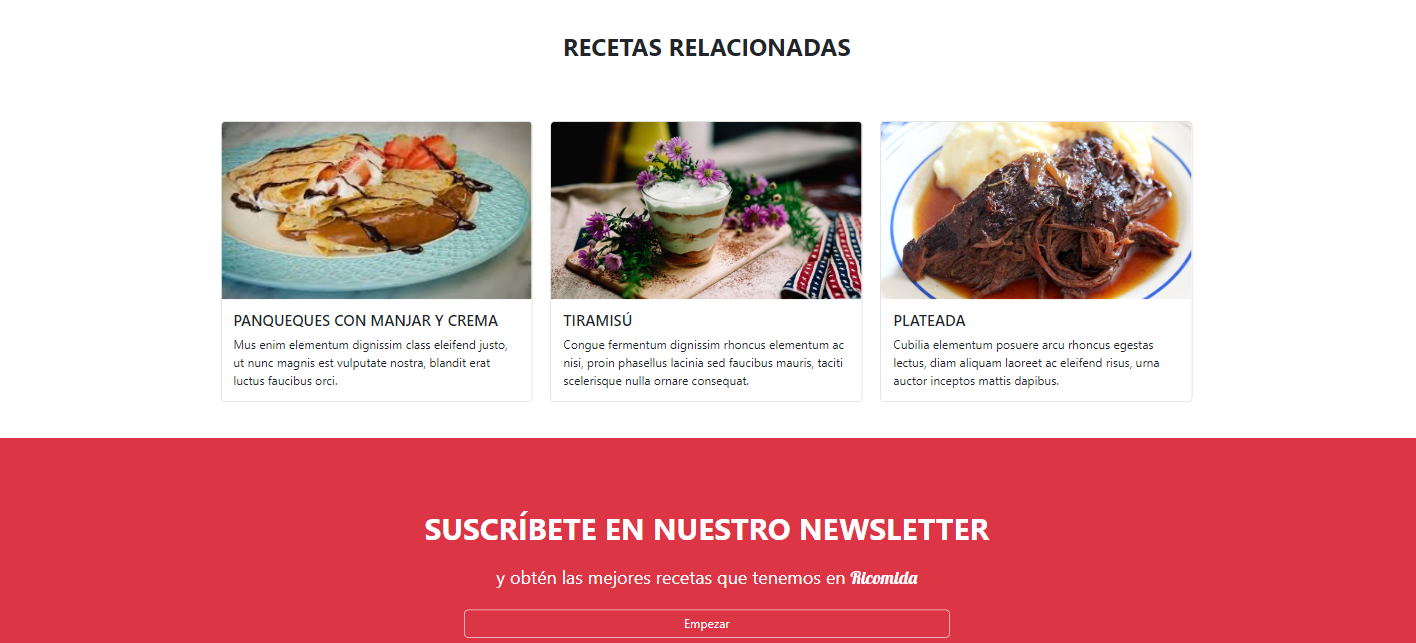 RECETAS RELACIONADAS
PANQUEQUES CON MANJAR Y CREMA
Mus enim elementum dignissim class eleifend justo,
ut nunc magnis est vulputate nostra, blandit erat
luctus faucibus orci.
TIRAMISÚ
Congue fermentum dignissim rhoncus elementum ac
nisi, proin phasellus lacinia sed faucibus mauris, taciti
scelerisque nulla ornare consequat.
PLATEADA
Cubilia elementum posuere arcu rhoncus egestas
lectus, diam aliquam laoreet ac eleifend risus, urna
auctor inceptos mattis dapibus.
SUSCRÍBETE EN NUESTRO NEWSLETTER
y obtén las mejores recetas que tenemos en Ricomida
Empezar